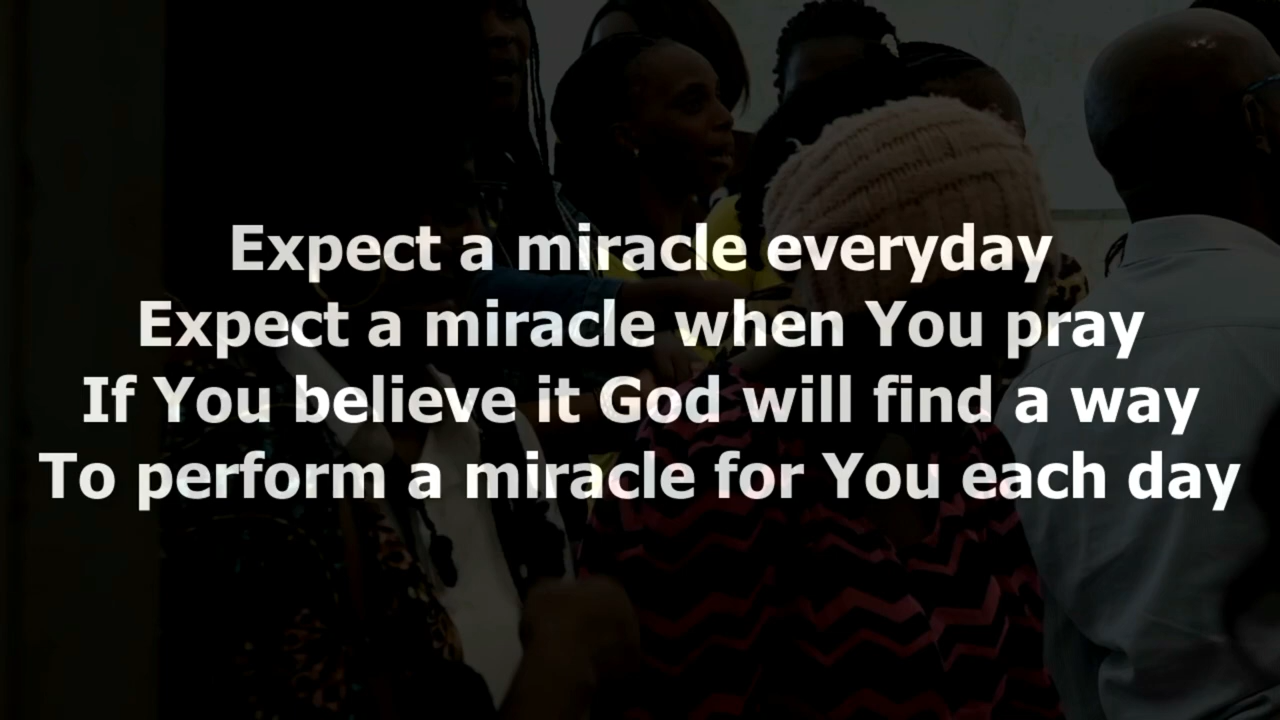 Expect a miracle everyday
Expect a miracle when You pray
If You believe it God will find a way
To perform a miracle for You each day